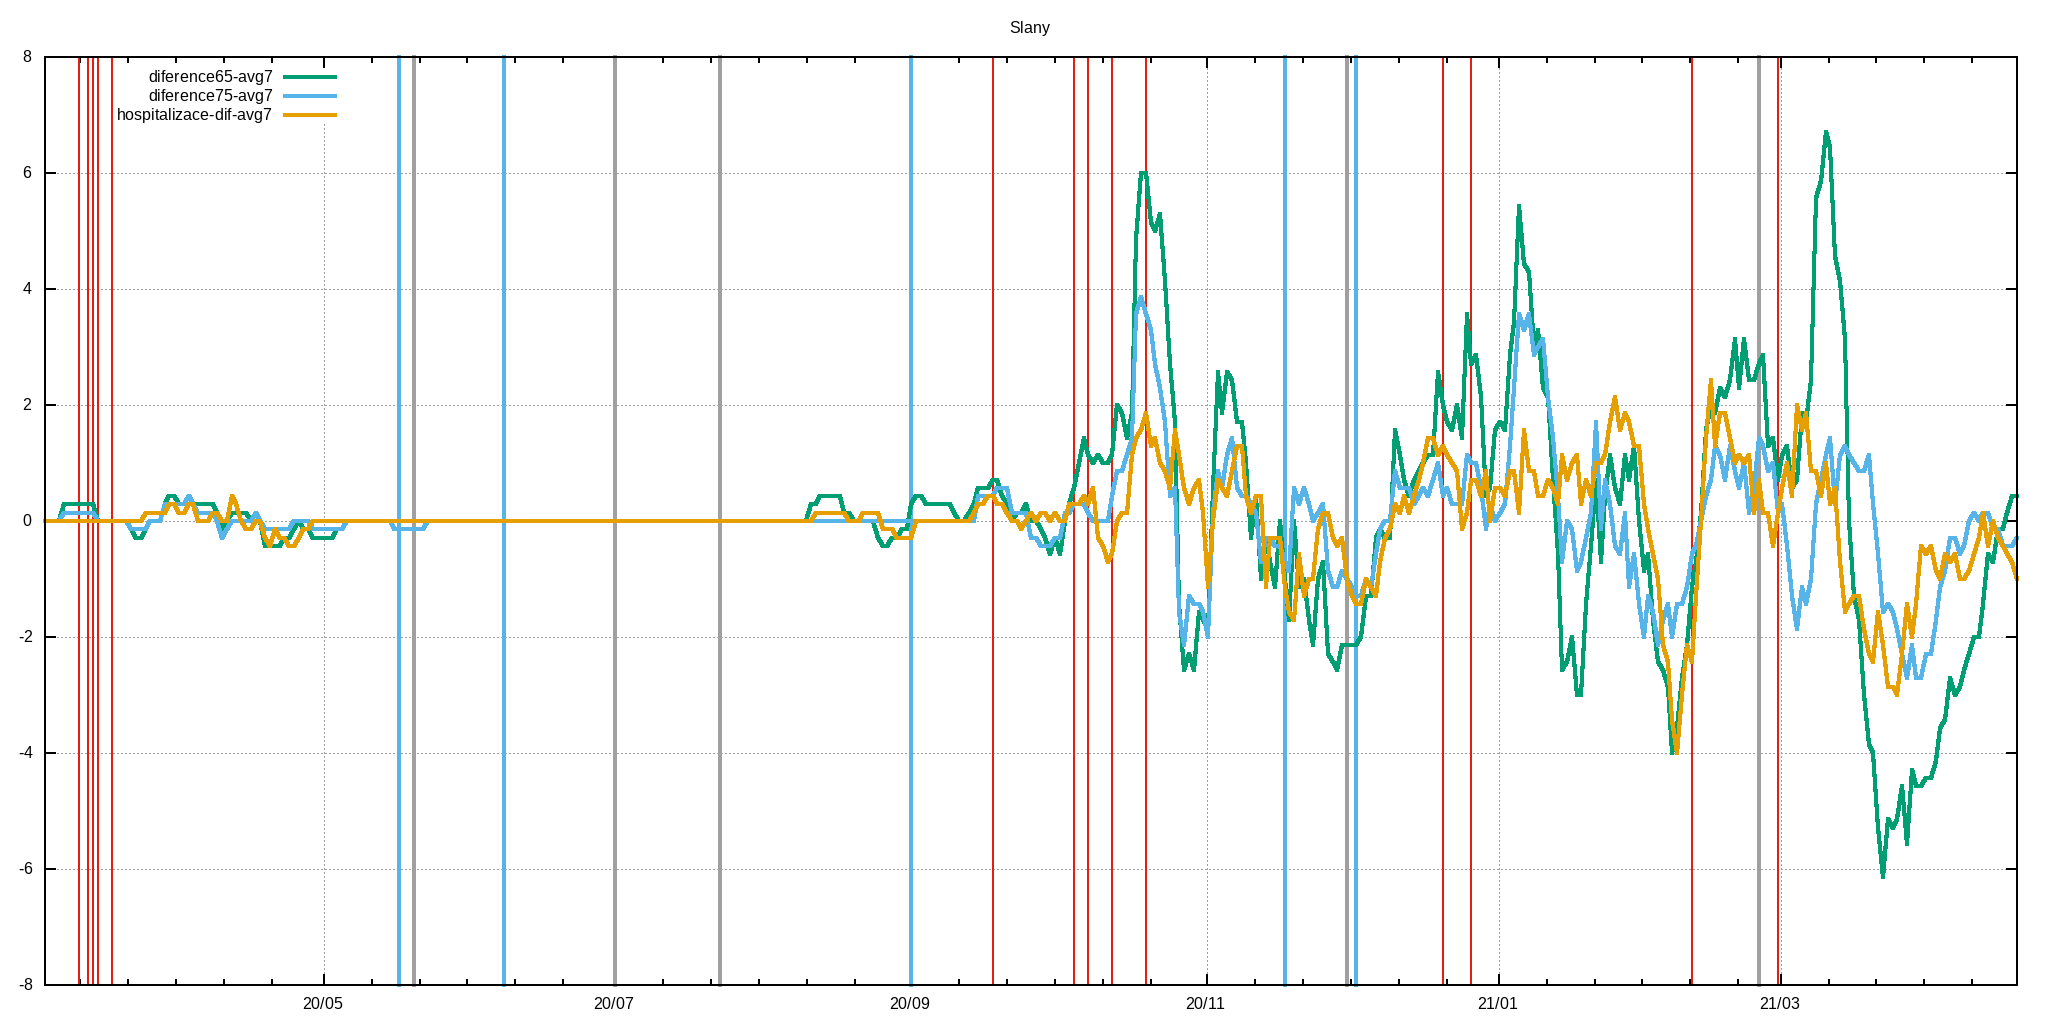 Slany
diference65-avg7
diference75-avg7
hospitalizace-dif-avg7
8
6
4
2
0
-2
-4
-6
-8
20/05 20/07 20/09 20/11 21/01 21/03